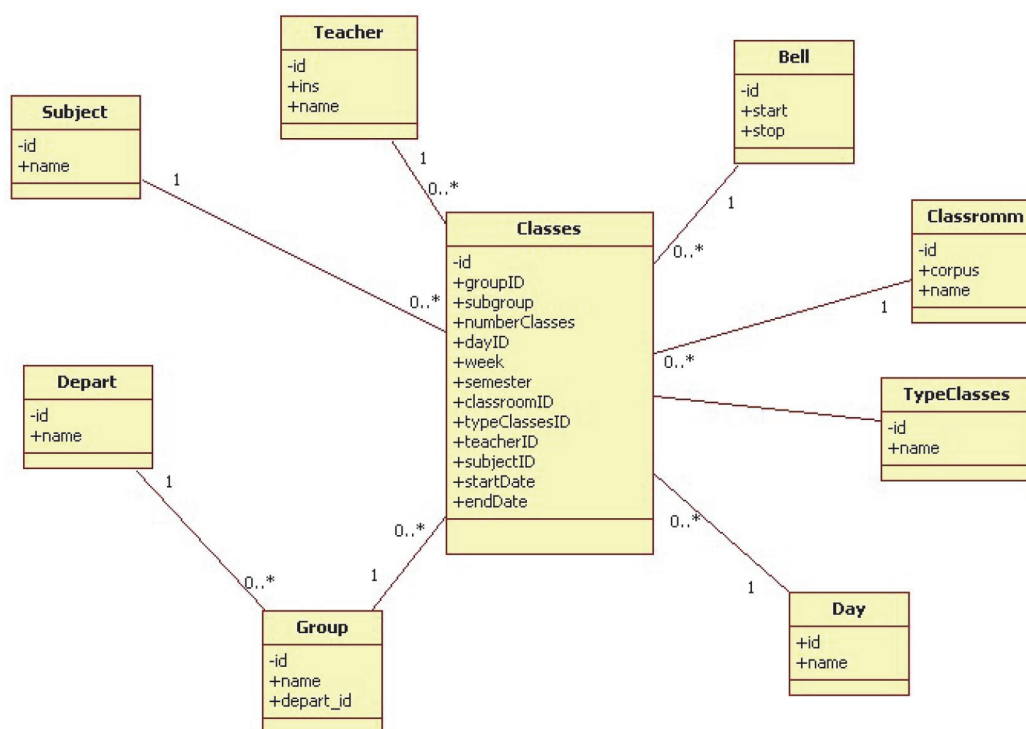 Teacher
-id
+ins
+name
Bell
-id
+start
+stop
Subject
-id
+name
1
0..*
1
0..*
1
0..*
Classes
-id
+groupID
+subgroup
+numberClasses
+dayID
+week
+semester
+classroomID
+typeClassesID
+teacherID
+subjectID
+startDate
+endDate
Classromm
-id
+corpus
+name
1
0..*
TypeClasses
-id
+name
Depart
-id
+name
1
0..*
0..*
1
0..*
1
Group
-id
+name
+depart_id
Day
+id
+name